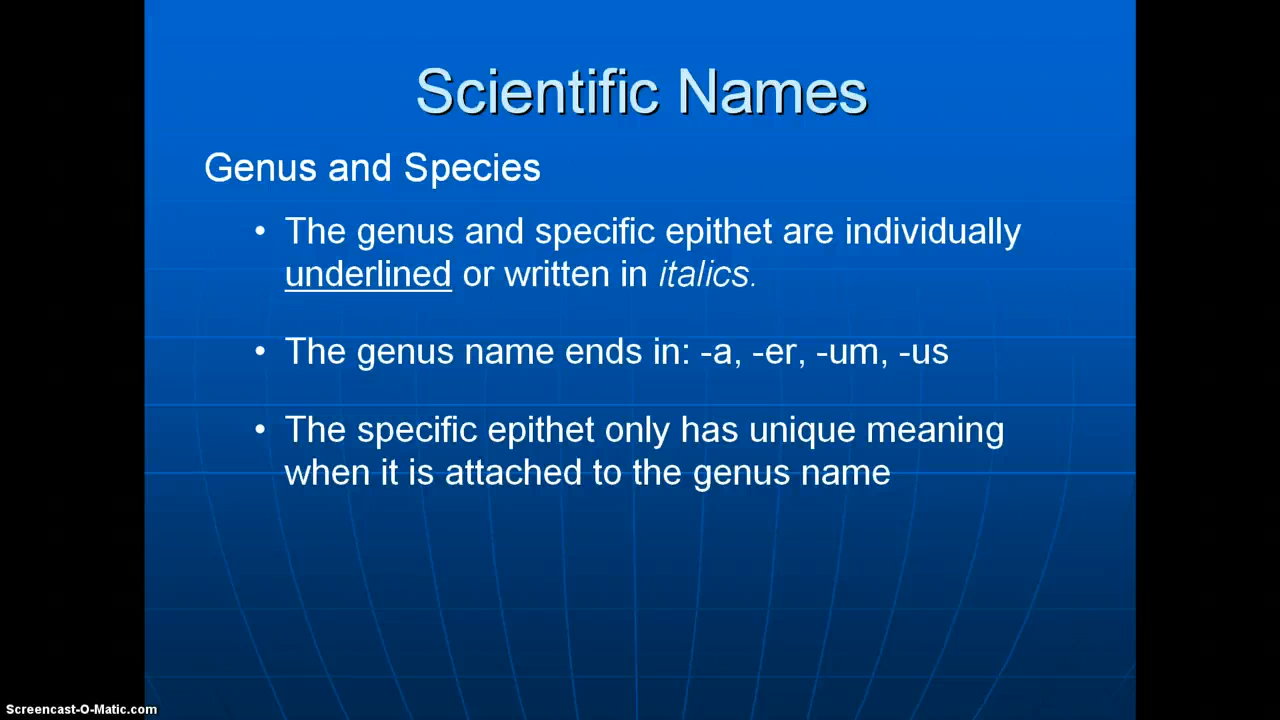 Scientific Names
Genus and Species
• The genus and specific epithet are individually
underlined or written in italics.
• The genus name ends in: -a, -er, -um, -us
• The specific epithet only has unique meaning
when it is attached to the genus name
Screencast-O-Matic.com